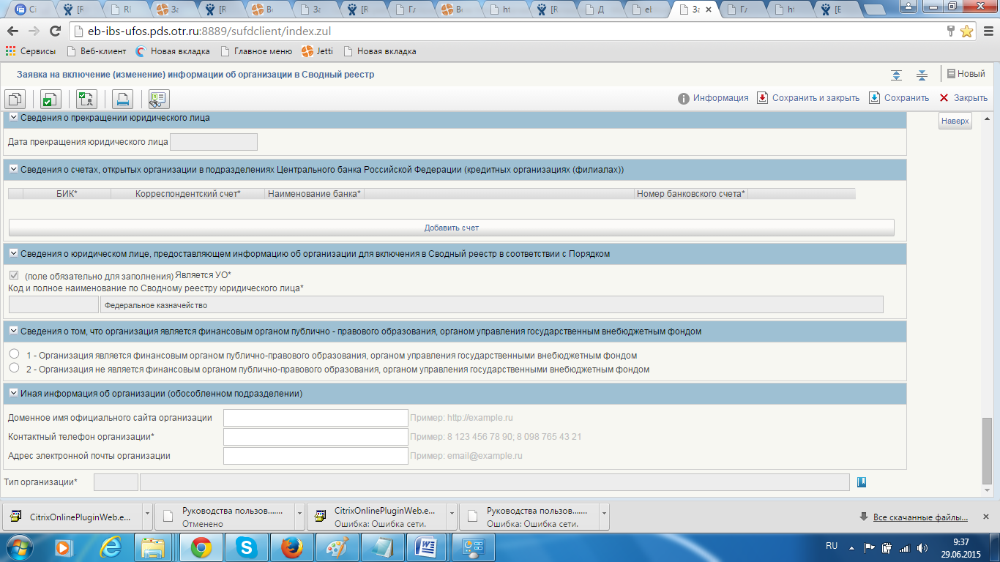 Си
[R
RI
За
[R
Во
За
[R
Гл
Во
ht
[R
Д
el
За
Гл
ht
[E
eb-ibs-ufos.pds.otr.ru:8889/sufdclient/index.zul
Сервисы Веб-клиент Новая вкладка Главное меню Jetti Новая вкладка
Заявка на включение (изменение) информации об организации в Сводный реестр
Новый
Информация Сохранить и закрыть Сохранить Закрыть
Сведения о прекращении юридического лица
Наверх
Дата прекращения юридического лица
Сведения о счетах, открытых организации в подразделениях Центрального банка Российской Федерации (кредитных организациях (филиалах))
БИК* Корреспондентский счет* Наименование банка* Номер банковского счета*
Добавить счет
Сведения о юридическом лице, предоставляющем информацию об организации для включения в Сводный реестр в соответствии с Порядком
(поле обязательно для заполнения) Является УО*
Код и полное наименование по Сводному реестру юридического лица*
Федеральное казначейство
Сведения о том, что организация является финансовым органом публично - правового образования, органом управления государственным внебюджетным фондом
1 - Организация является финансовым органом публично-правового образования, органом управления государственными внебюджетным фондом
2 - Организация не является финансовым органом публично-правового образования, органом управления государственными внебюджетным фондом
Иная информация об организации (обособленном подразделении)
Доменное имя официального сайта организации Пример: http://example.ru
Контактный телефон организации* Пример: 8 123 456 78 90; 8 098 765 43 21
Адрес электронной почты организации Пример: email@example.ru
Тип организации*
CitrixOnlinePluginWeb.e...
Руководства пользов.......
Отменено
CitrixOnlinePluginWeb.e...
Ошибка: Ошибка сети.
Руководства пользов.......
Ошибка: Ошибка сети.
Все скачанные файлы...
RU
9:37
29.06.2015